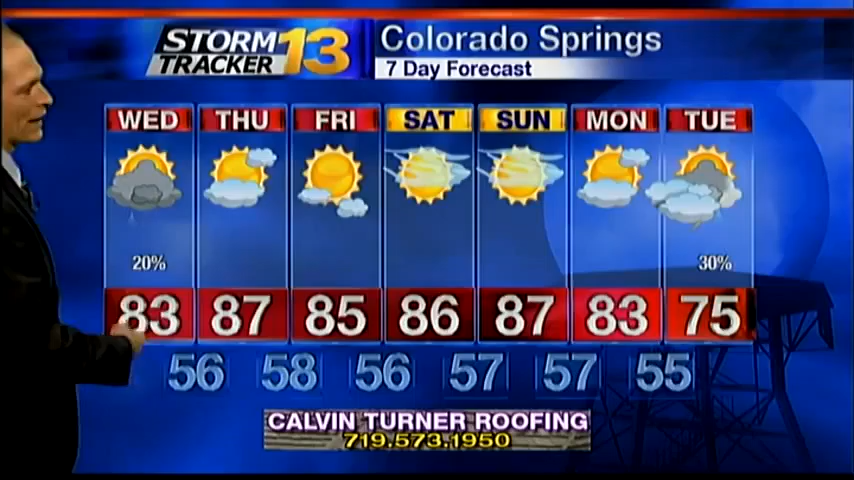 STORM
TRACKER 13
Colorado Springs
7 Day Forecast
WED THU FRI SAT SUN MON TUE
20% 30%
83 87 85 86 87 83 75
56 58 56 57 57 55
CALVIN TURNER ROOFING
719.573.1950